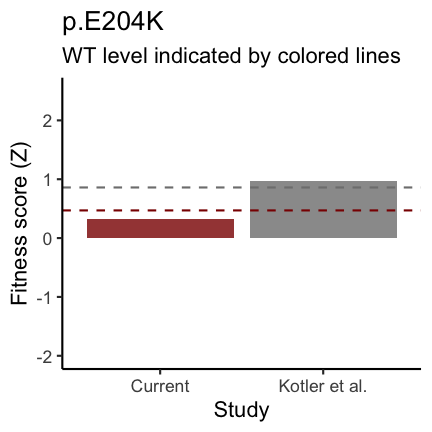 p.E204K
WT level indicated by colored lines
Fitness score (Z)
2
1
0
-1
-2
Current
Kotler et al.
Study